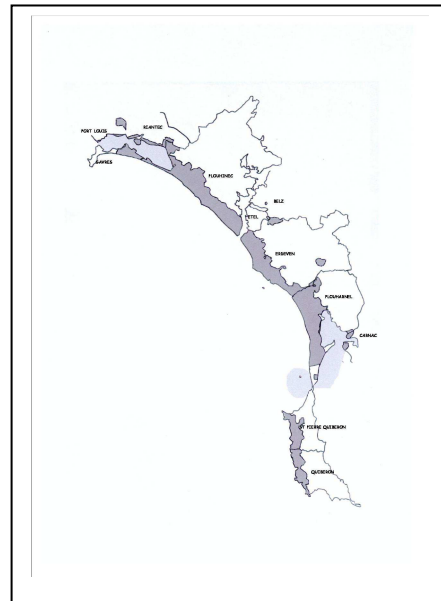 RIANTEC
PORT LOUIS
GAVRES
PLOUHINEC
BELZ
ETEL
ERDEVEN
PLOUHARNEL
CARNAC
ST PIERRE QUIBERON
QUIBERON